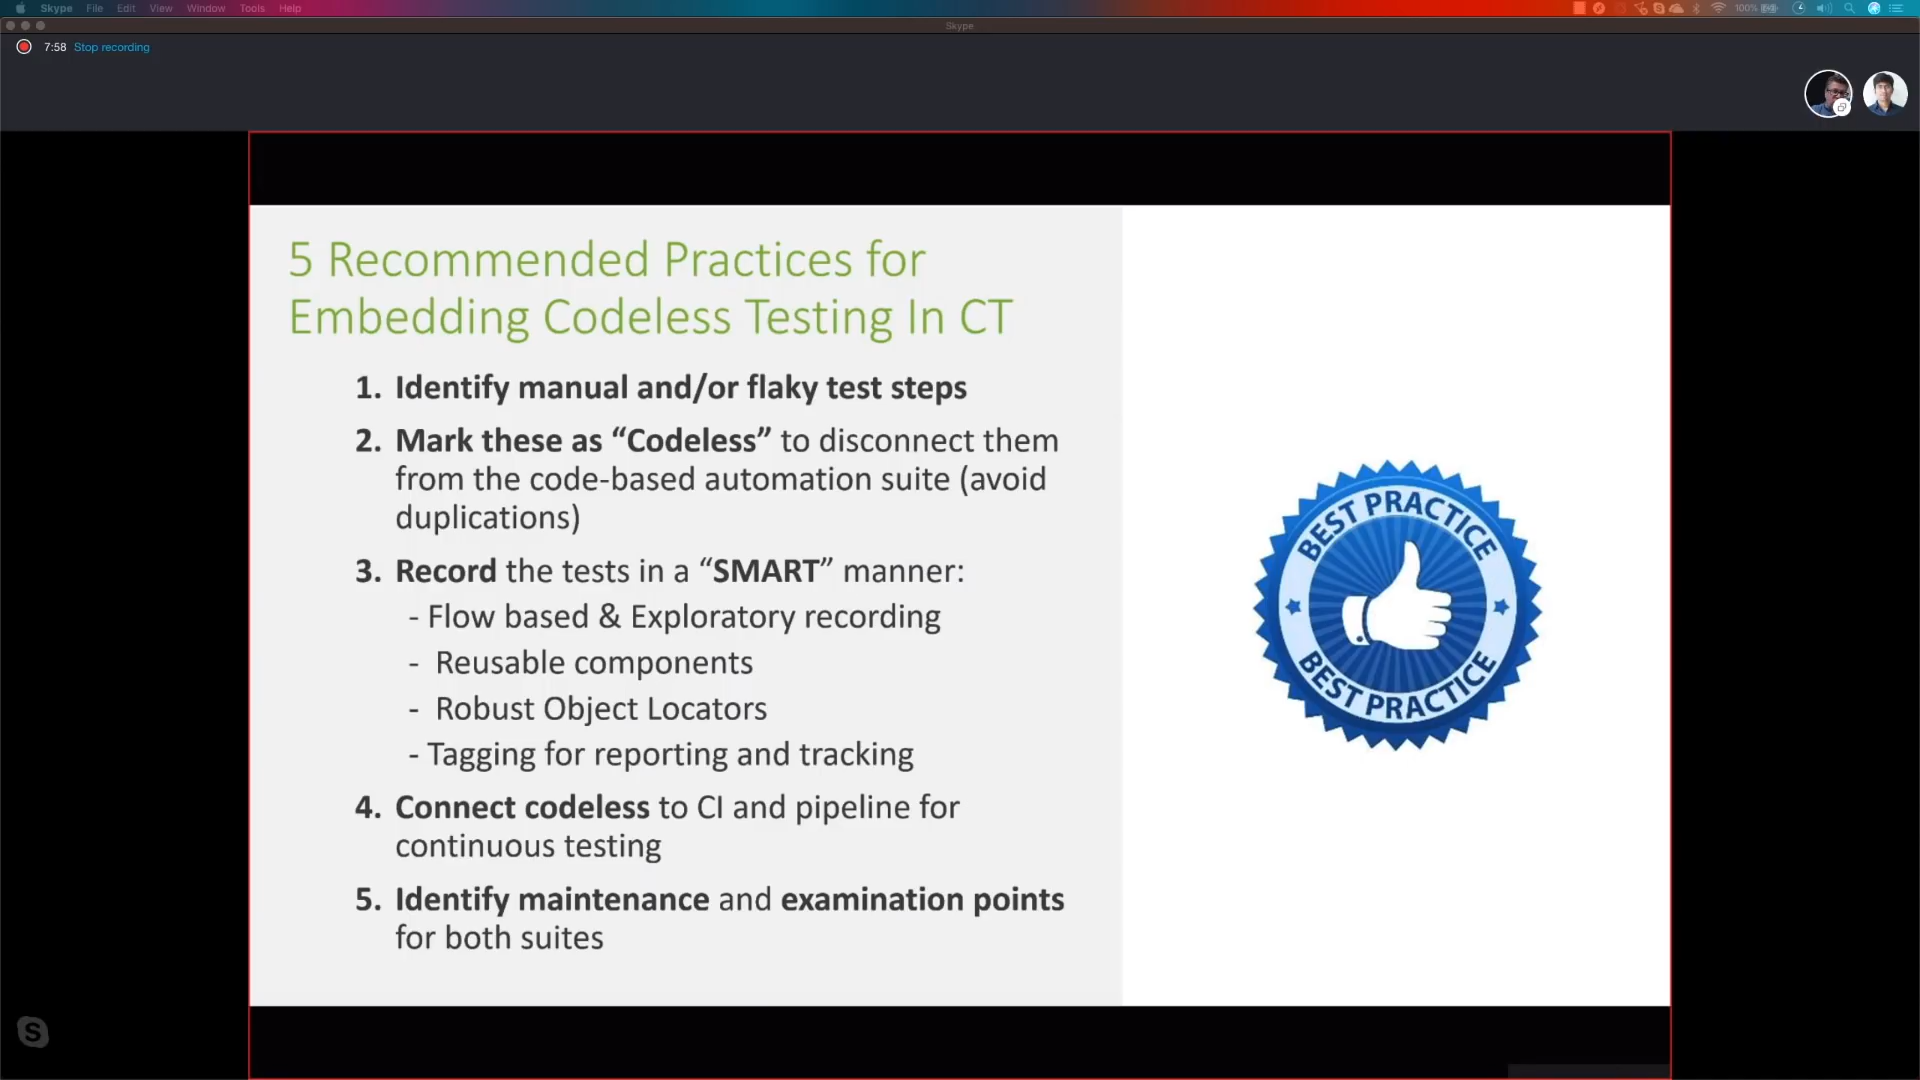 Skype File Edit View Window Tools Help 100%
Skype
7:58 Stop recording
5 Recommended Practices for
Embedding Codeless Testing In CT
1. Identify manual and/or flaky test steps
2. Mark these as “Codeless” to disconnect them
from the code-based automation suite (avoid
duplications)
3. Record the tests in a “SMART” manner:
- Flow based & Exploratory recording
- Reusable components
- Robust Object Locators
- Tagging for reporting and tracking
4. Connect codeless to CI and pipeline for
continuous testing
5. Identify maintenance and examination points
for both suites
BEST PRACTICE
BEST PRACTICE
S